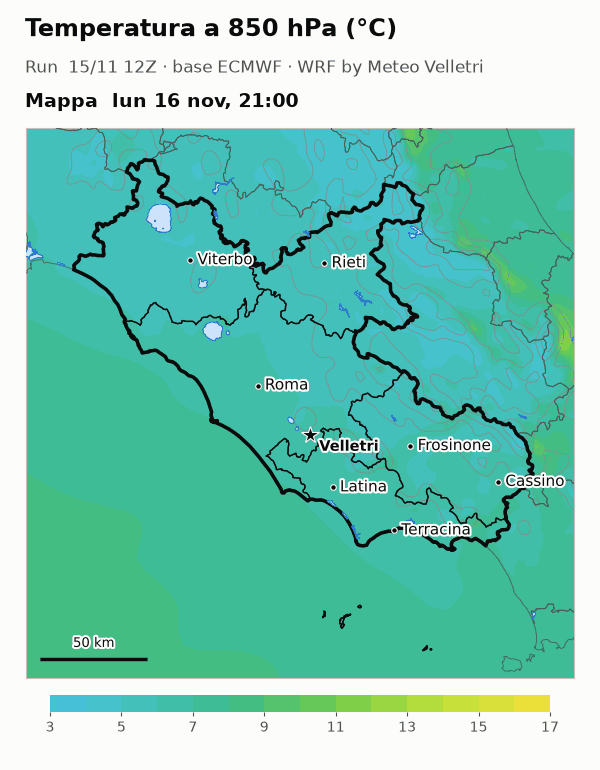 Temperatura a 850 hPa (°C)
Run  15/11 12Z · base ECMWF · WRF by Meteo Velletri
Mappa  lun 16 nov, 21:00
Viterbo
Rieti
Roma
Velletri
Frosinone
Latina
Cassino
Terracina
50 km
3 5 7 9 11 13 15 17